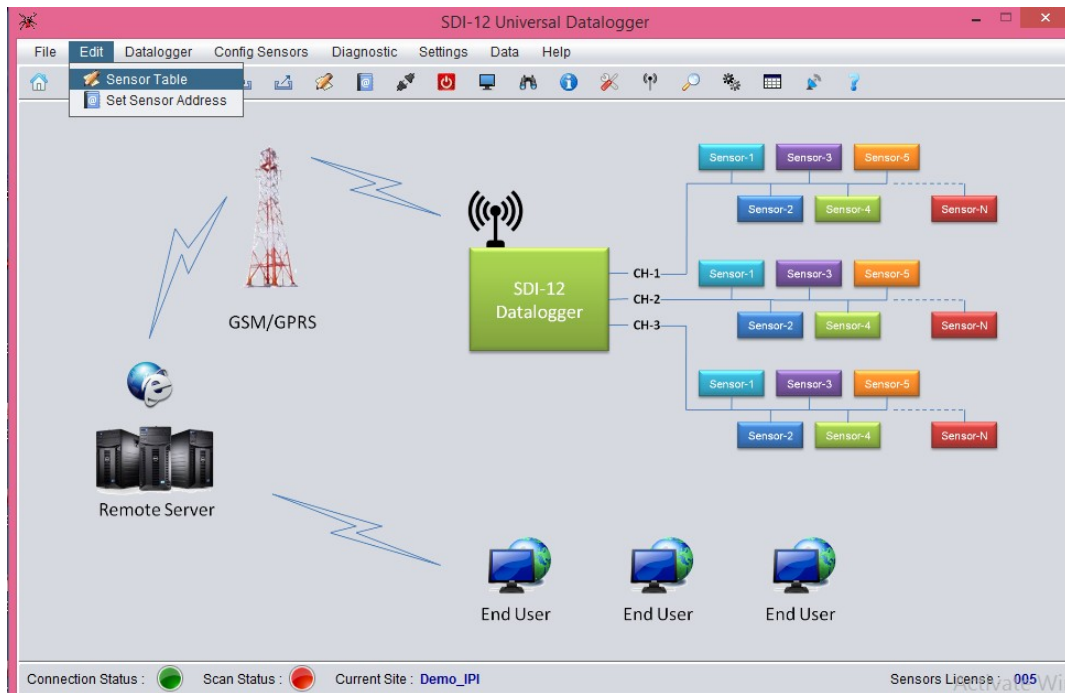 SDI-12 Universal Datalogger
File Edit Datalogger Config Sensors Diagnostic Settings Data Help
Sensor Table
Set Sensor Address
GSM/GPRS
SDI-12
Datalogger
CH-1
CH-2
CH-3
Sensor-1 Sensor-3 Sensor-5
Sensor-2 Sensor-4 Sensor-N
Sensor-1 Sensor-3 Sensor-5
Sensor-2 Sensor-4 Sensor-N
Sensor-1 Sensor-3 Sensor-5
Sensor-2 Sensor-4 Sensor-N
Remote Server
End User End User End User
Connection Status : Scan Status : Current Site : Demo_IPI Sensors License : 005
Activate Wi